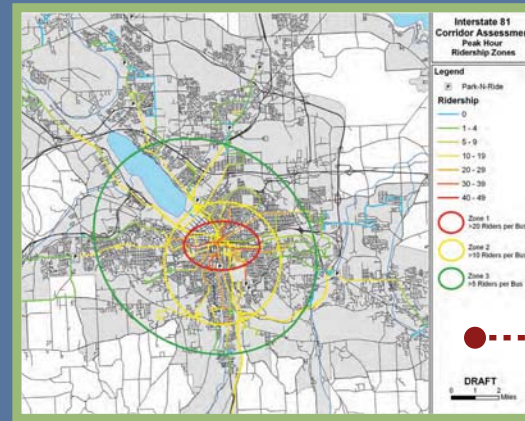 Interstate 81
Corridor Assessmen
Peak Hour
Ridership Zones
Legend
P Park-N-Ride
Ridership
0
1 - 4
5 - 9
10 - 19
20 - 29
30 - 39
40 - 49
Zone 1
>20 Riders per Bus
Zone 2
>10 Riders per Bus
Zone 3
>5 Riders per Bus
DRAFT
0 1 2
Miles